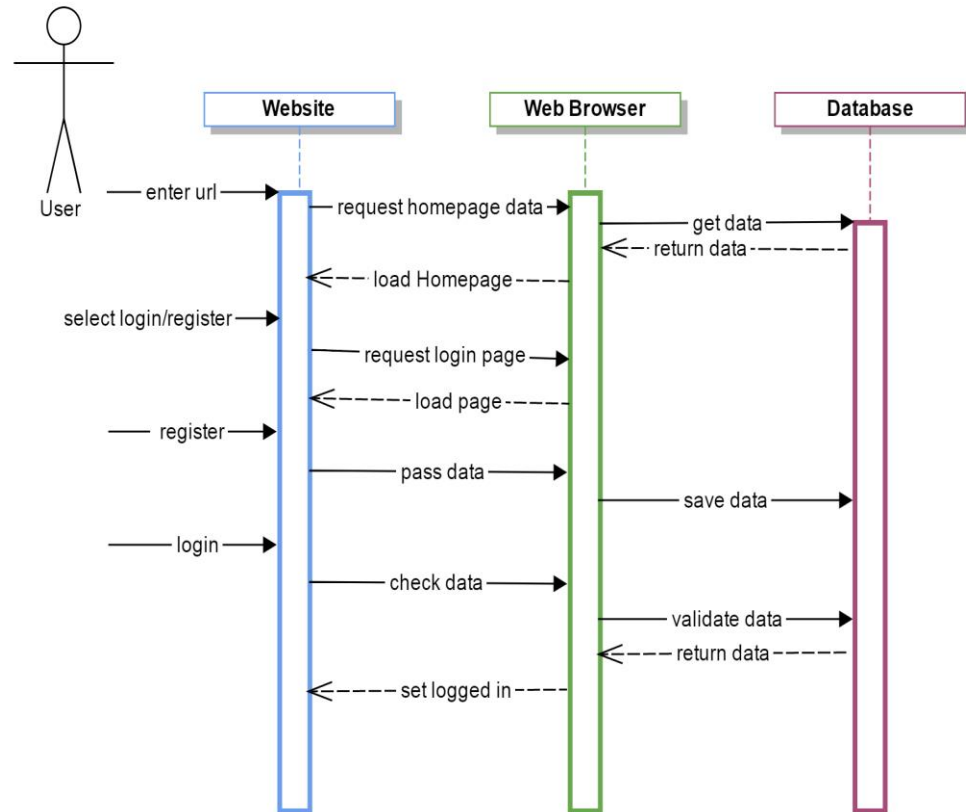 Website
Web Browser
Database
User
enter url
request homepage data
get data
return data
load Homepage
select login/register
request login page
load page
register
pass data
save data
login
check data
validate data
return data
set logged in